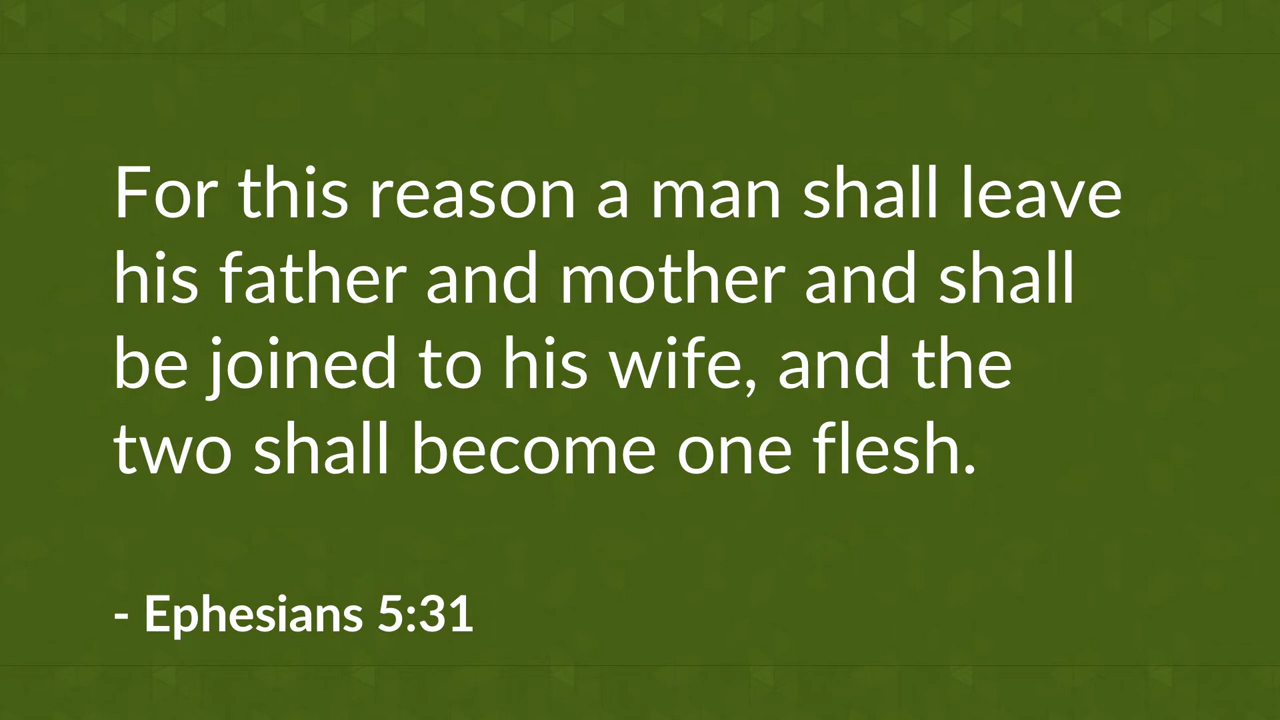 For this reason a man shall leave
his father and mother and shall
be joined to his wife, and the
two shall become one flesh.
- Ephesians 5:31